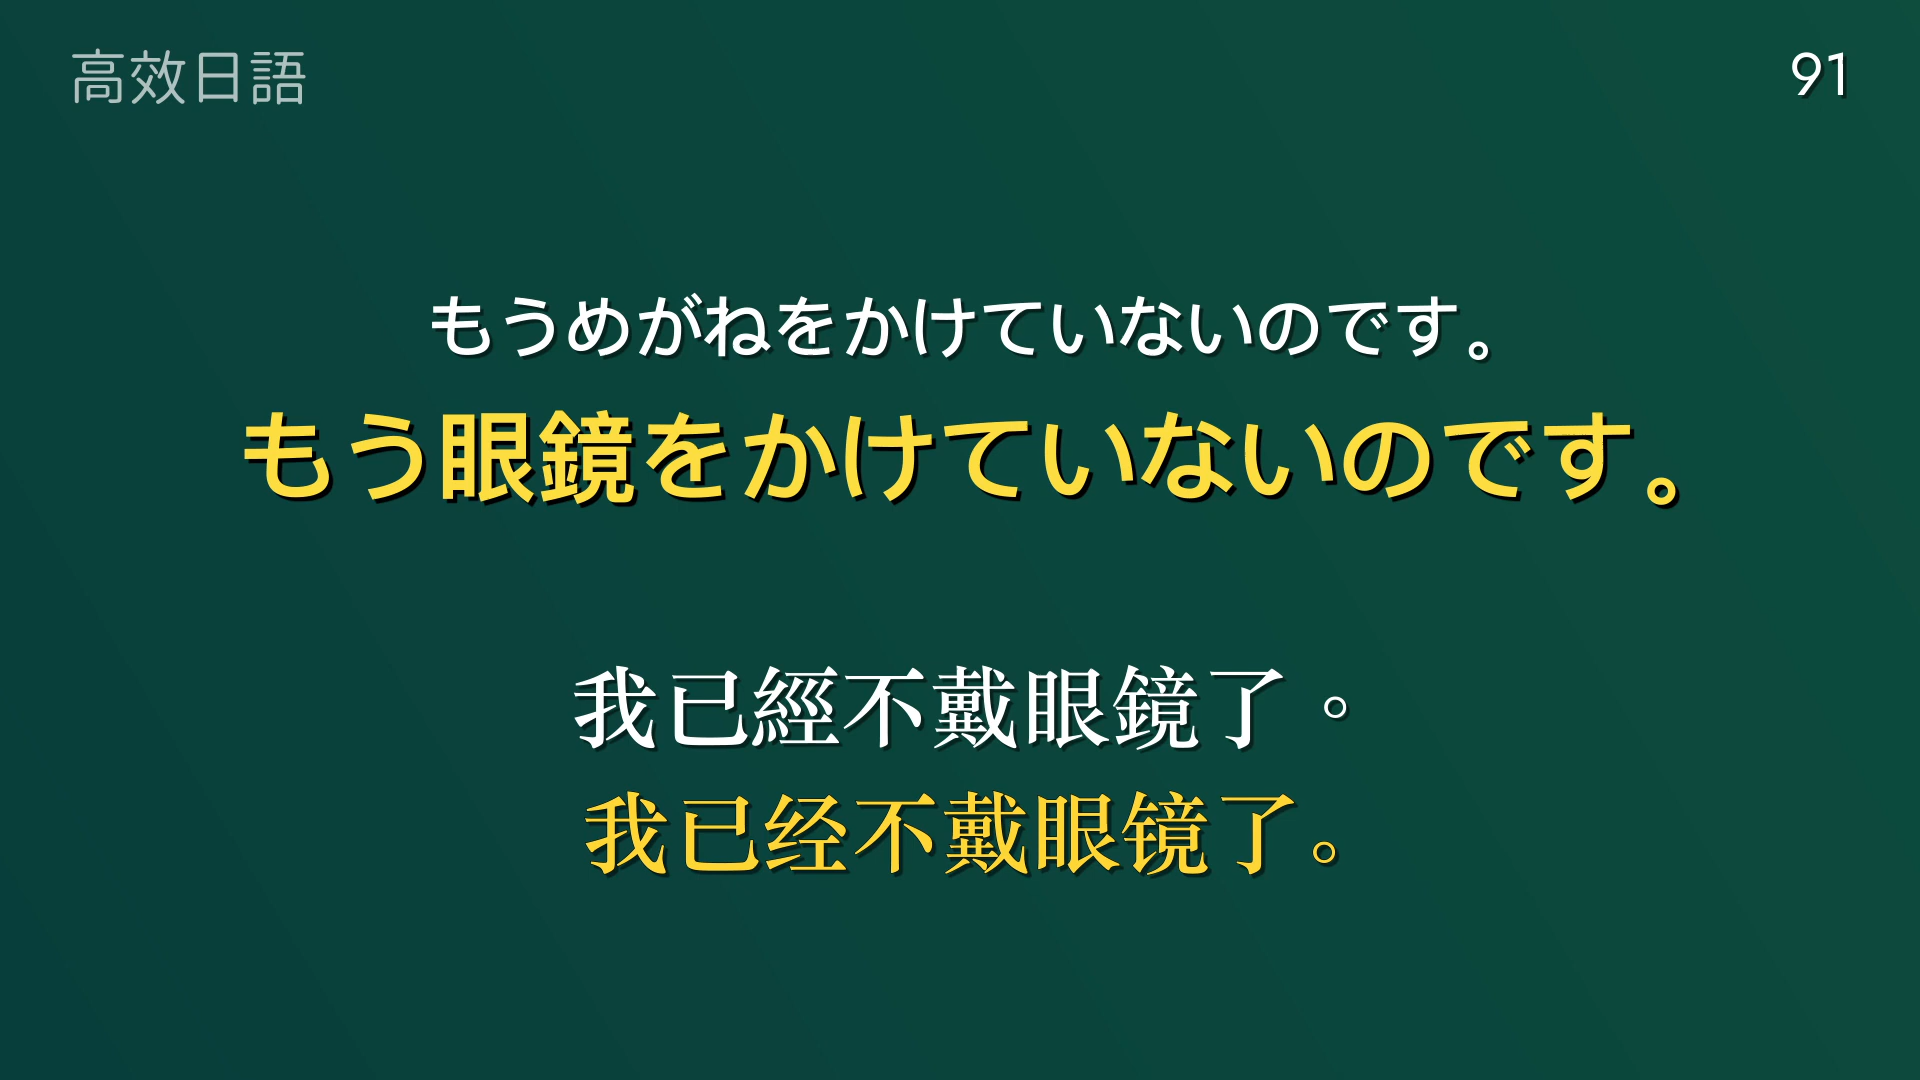 高效日語
91
もうめがねをかけていないのです。
もう眼鏡をかけていないのです。
我已經不戴眼鏡了。
我已经不戴眼镜了。